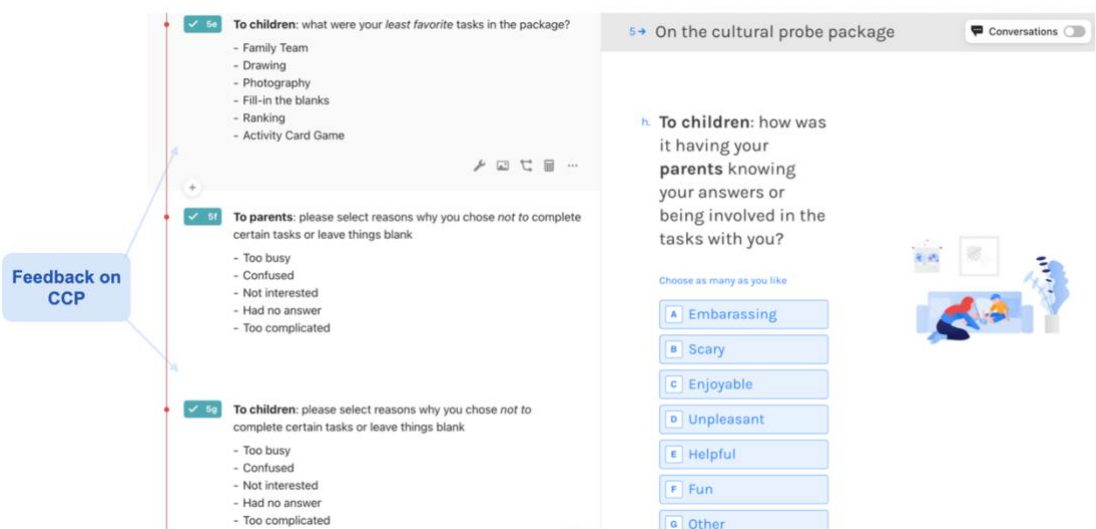 Feedback on
CCP
5e To children: what were your least favorite tasks in the package?
- Family Team
- Drawing
- Photography
- Fill-in the blanks
- Ranking
- Activity Card Game
5f To parents: please select reasons why you chose not to complete
certain tasks or leave things blank
- Too busy
- Confused
- Not interested
- Had no answer
- Too complicated
5g To children: please select reasons why you chose not to
complete certain tasks or leave things blank
- Too busy
- Confused
- Not interested
- Had no answer
- Too complicated
5→ On the cultural probe package
Conversations
h. To children: how was
it having your
parents knowing
your answers or
being involved in the
tasks with you?
Choose as many as you like
A Embarassing
B Scary
C Enjoyable
D Unpleasant
E Helpful
F Fun
G Other